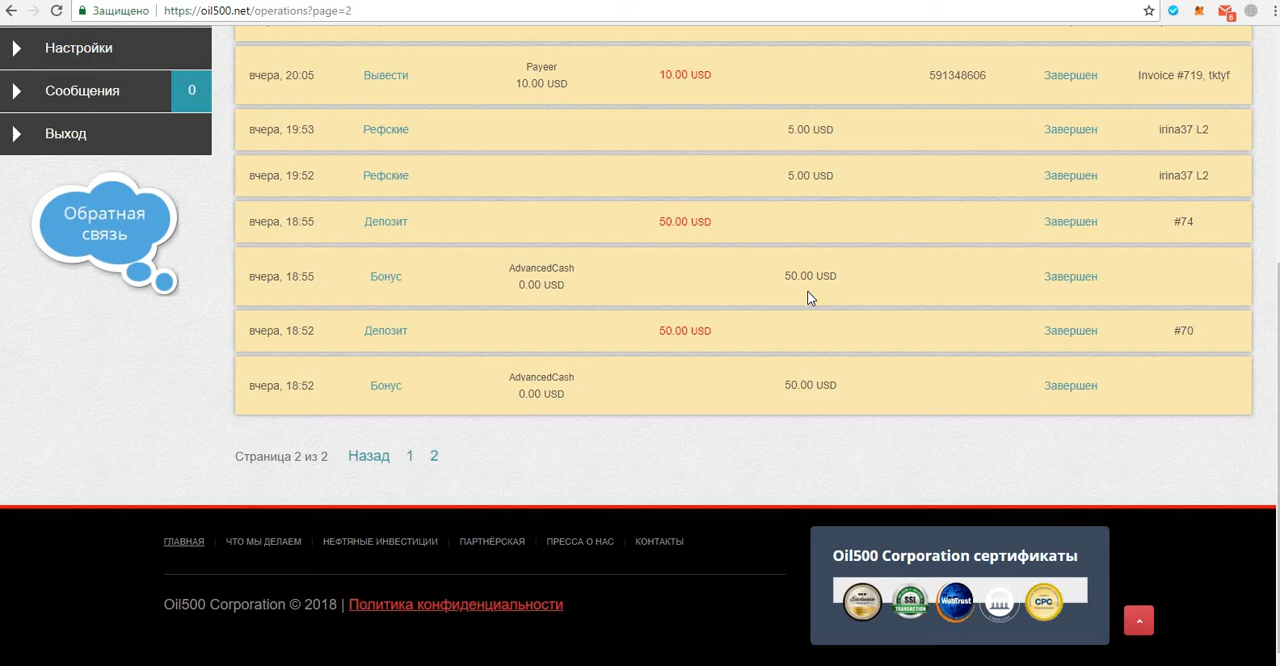 Защищено https://oil500.net/operations?page=2
6
Настройки
Сообщения 0
Выход
Обратная
связь
вчера, 20:05 Вывести Payeer 10.00 USD 10.00 USD 591348606 Завершен Invoice #719, tktyf
вчера, 19:53 Рефские 5.00 USD Завершен irina37 L2
вчера, 19:52 Рефские 5.00 USD Завершен irina37 L2
вчера, 18:55 Депозит 50.00 USD Завершен #74
вчера, 18:55 Бонус AdvancedCash 0.00 USD 50.00 USD Завершен
вчера, 18:52 Депозит 50.00 USD Завершен #70
вчера, 18:52 Бонус AdvancedCash 0.00 USD 50.00 USD Завершен
Страница 2 из 2 Назад 1 2
ГЛАВНАЯ ЧТО МЫ ДЕЛАЕМ НЕФТЯНЫЕ ИНВЕСТИЦИИ ПАРТНЁРСКАЯ ПРЕССА О НАС КОНТАКТЫ
Oil500 Corporation © 2018 | Политика конфиденциальности
Oil500 Corporation сертификаты
SSL
TRANSACTION
WebTrust
CPC